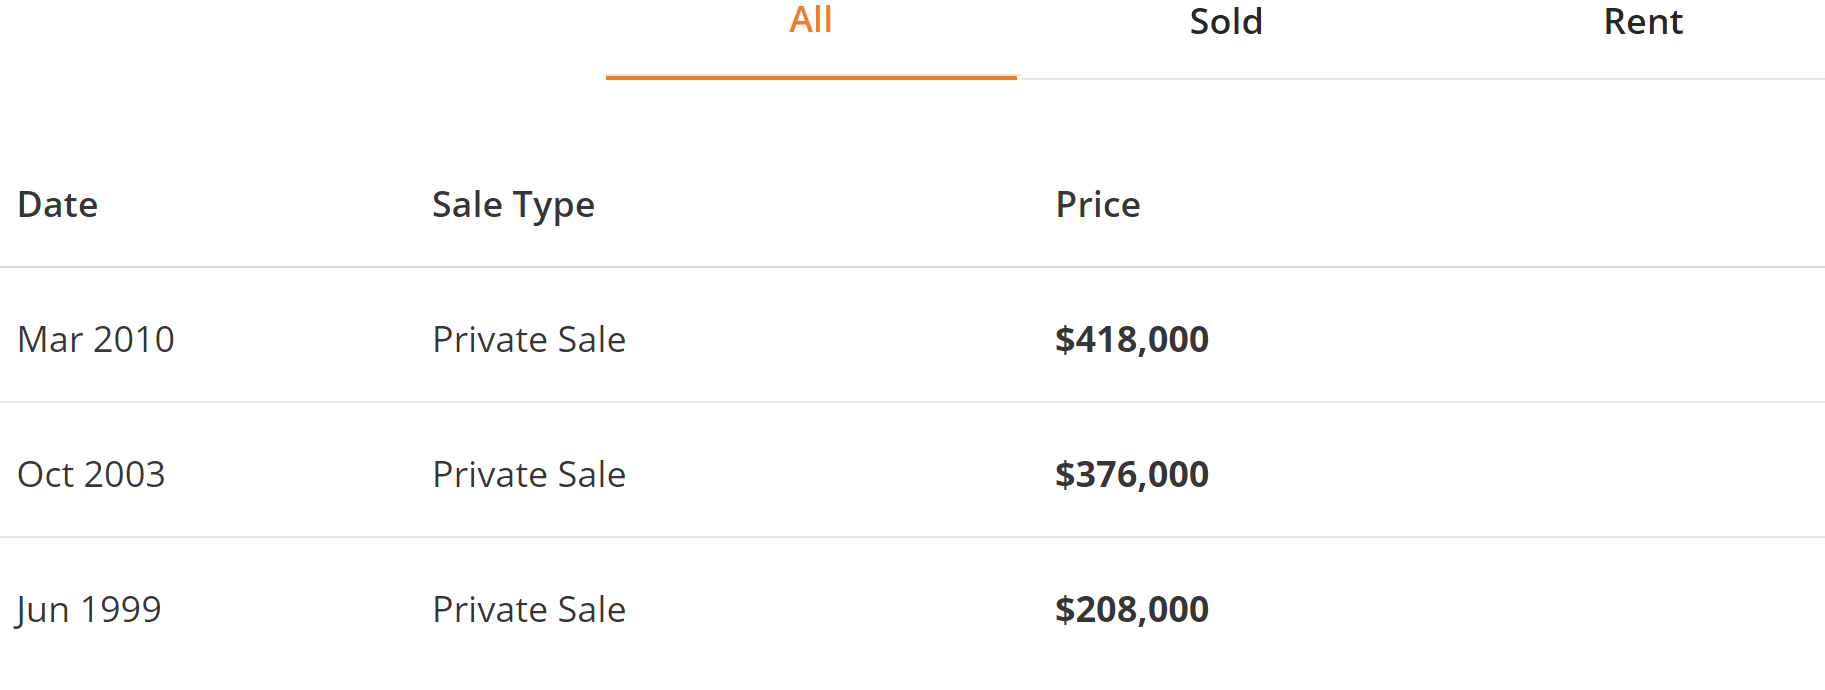 All Sold Rent
Date Sale Type Price
Mar 2010 Private Sale $418,000
Oct 2003 Private Sale $376,000
Jun 1999 Private Sale $208,000